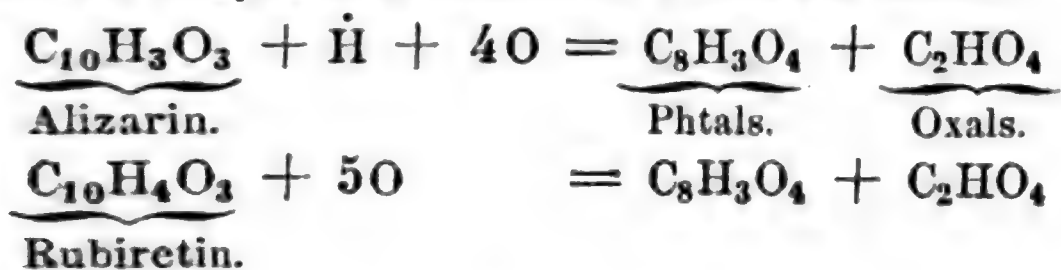 C₁₀H₃O₃ + Ḣ + 4O = C₈H₃O₄ + C₂HO₄
Alizarin. Phtals. Oxals.
C₁₀H₄O₃ + 5O = C₈H₃O₄ + C₂HO₄
Rubiretin.